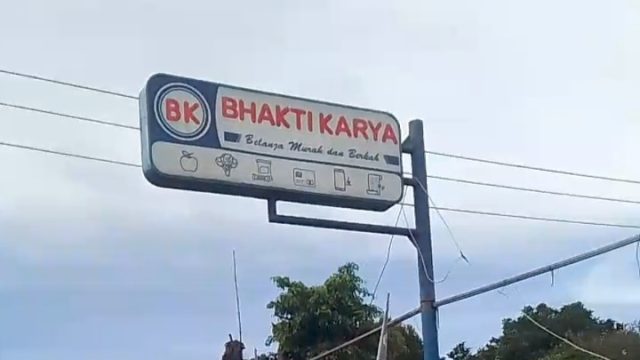 BK
BHAKTI KARYA
Belanja Murah dan Berkah